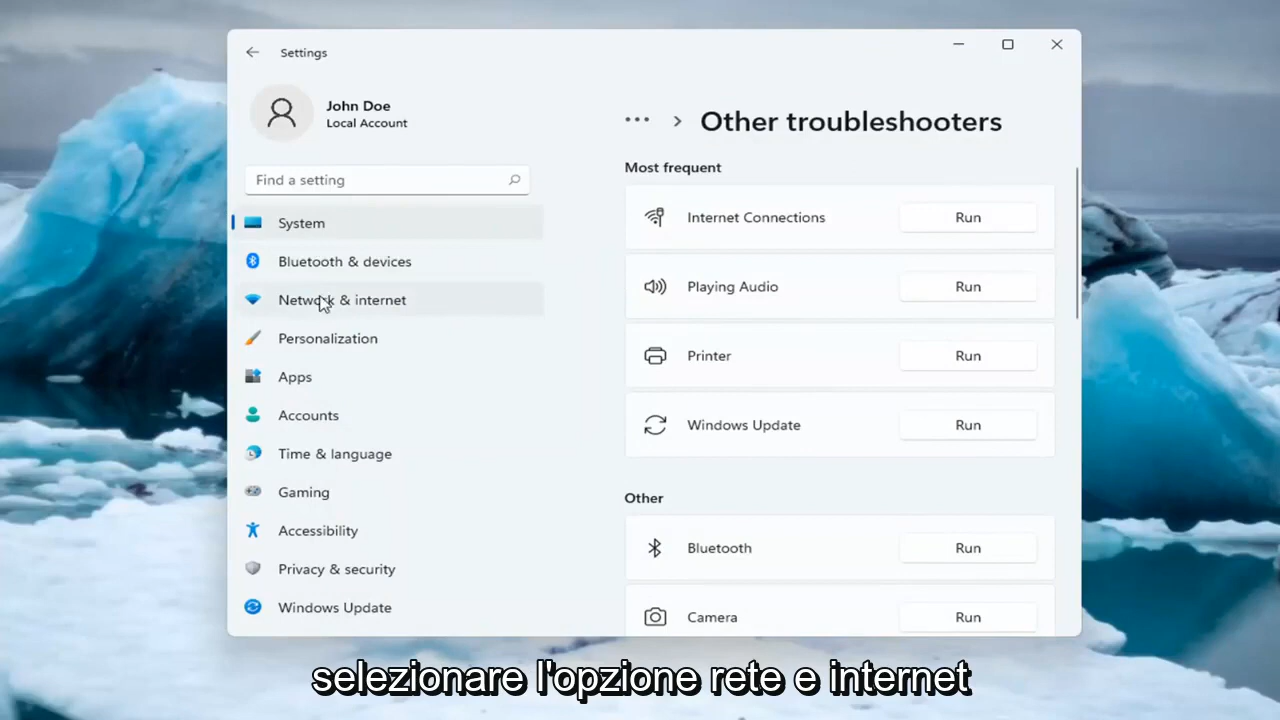 Settings
John Doe
Local Account
Find a setting
System
Bluetooth & devices
Network & internet
Personalization
Apps
Accounts
Time & language
Gaming
Accessibility
Privacy & security
Windows Update
Other troubleshooters
Most frequent
Internet Connections Run
Playing Audio Run
Printer Run
Windows Update Run
Other
Bluetooth Run
Camera Run
selezionare l'opzione rete e internet